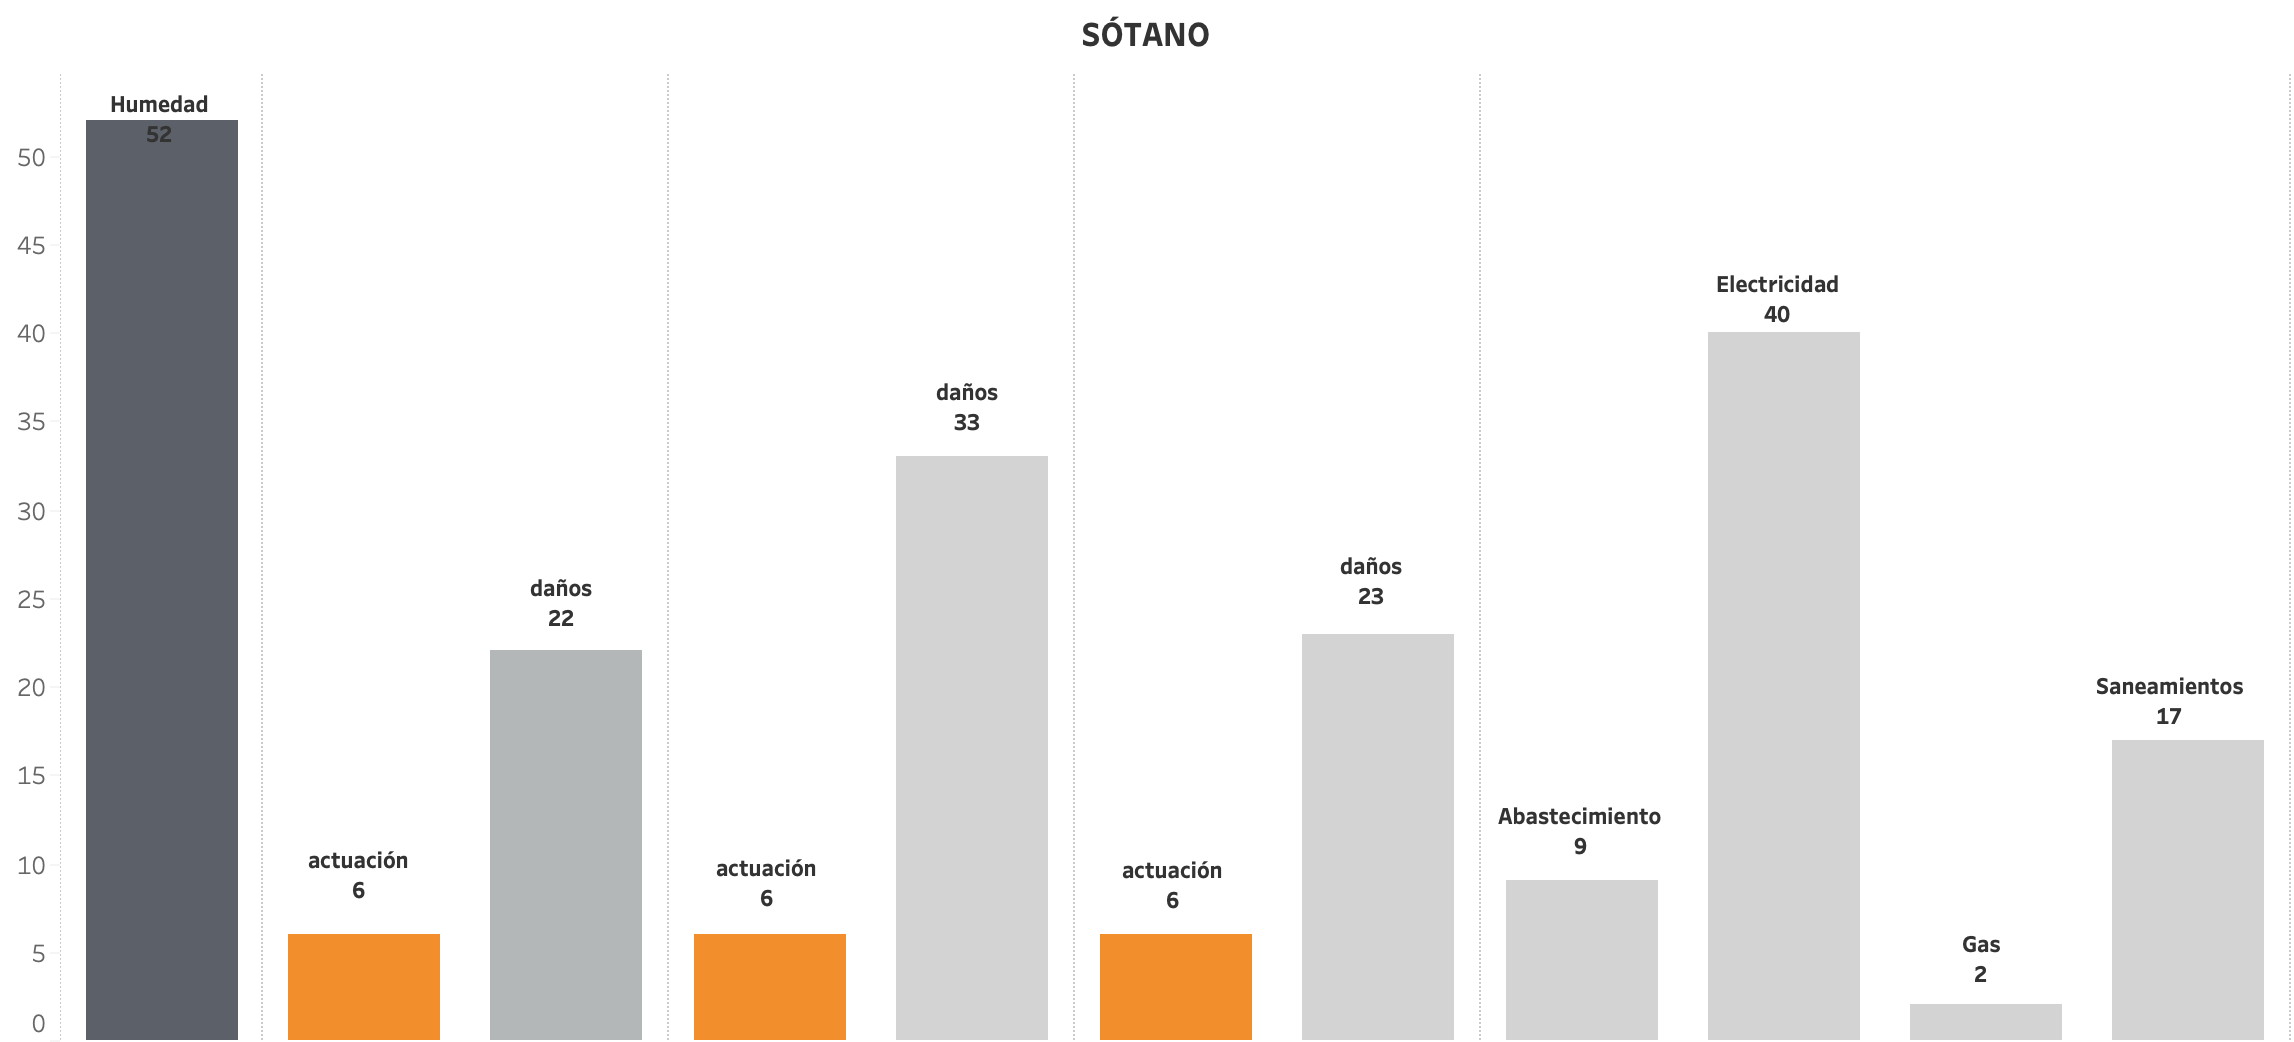 SÓTANO
Humedad
52
50
45
40
35
30
25
20
15
10
5
0
actuación
6
daños
22
actuación
6
daños
33
actuación
6
daños
23
Abastecimiento
9
Electricidad
40
Gas
2
Saneamientos
17